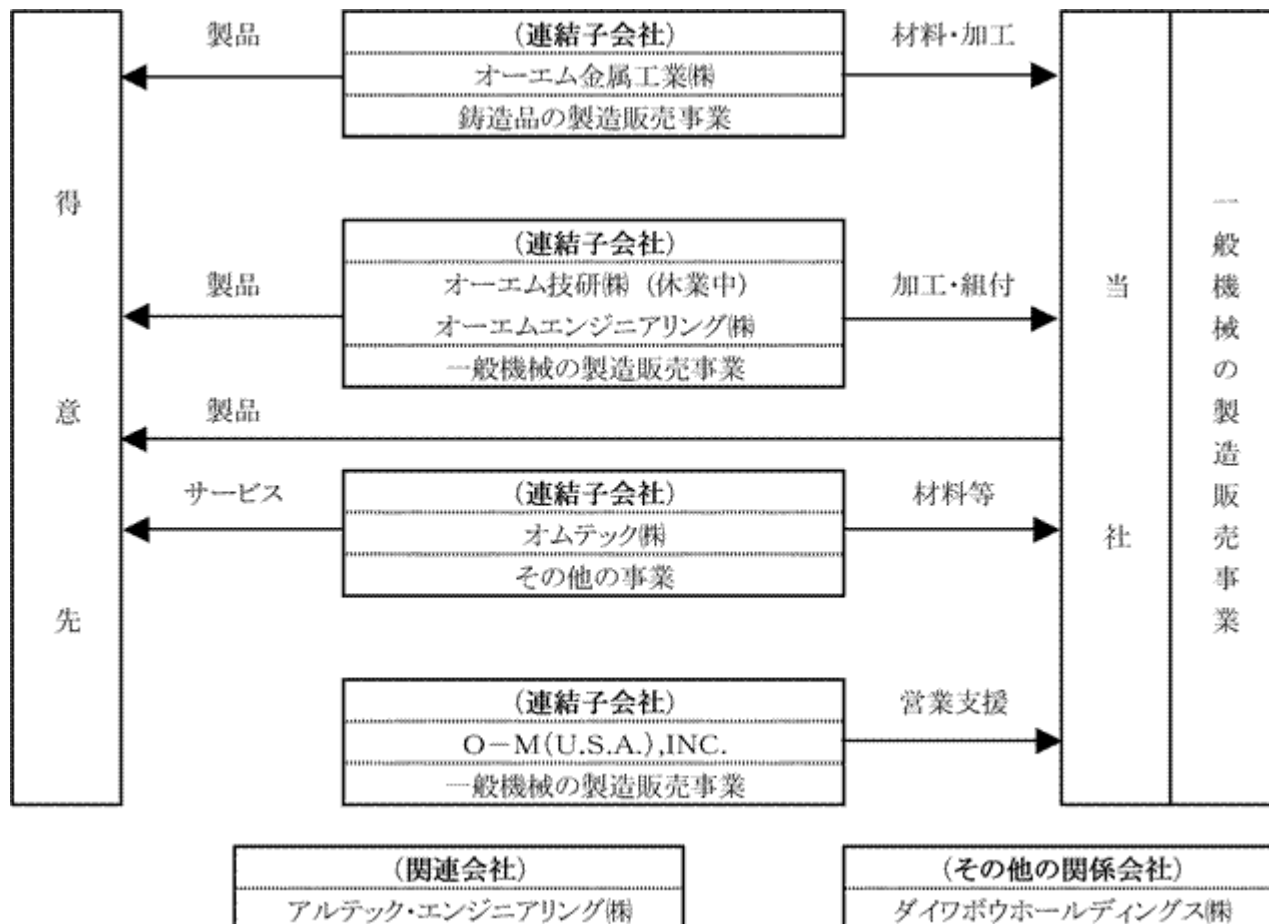 製品
(連結子会社)
材料・加工
オーエム金属工業㈱
鋳造品の製造販売事業
得意先
(連結子会社)
製品
オーエム技研㈱ (休業中)
加工・組付
オーエムエンジニアリング㈱
一般機械の製造販売事業
当社
一般機械の製造販売事業
製品
サービス
(連結子会社)
材料等
オムテック㈱
その他の事業
(連結子会社)
営業支援
O-M(U.S.A.),INC.
一般機械の製造販売事業
(関連会社)
アルテック・エンジニアリング㈱
(その他の関係会社)
ダイワボウホールディングス㈱